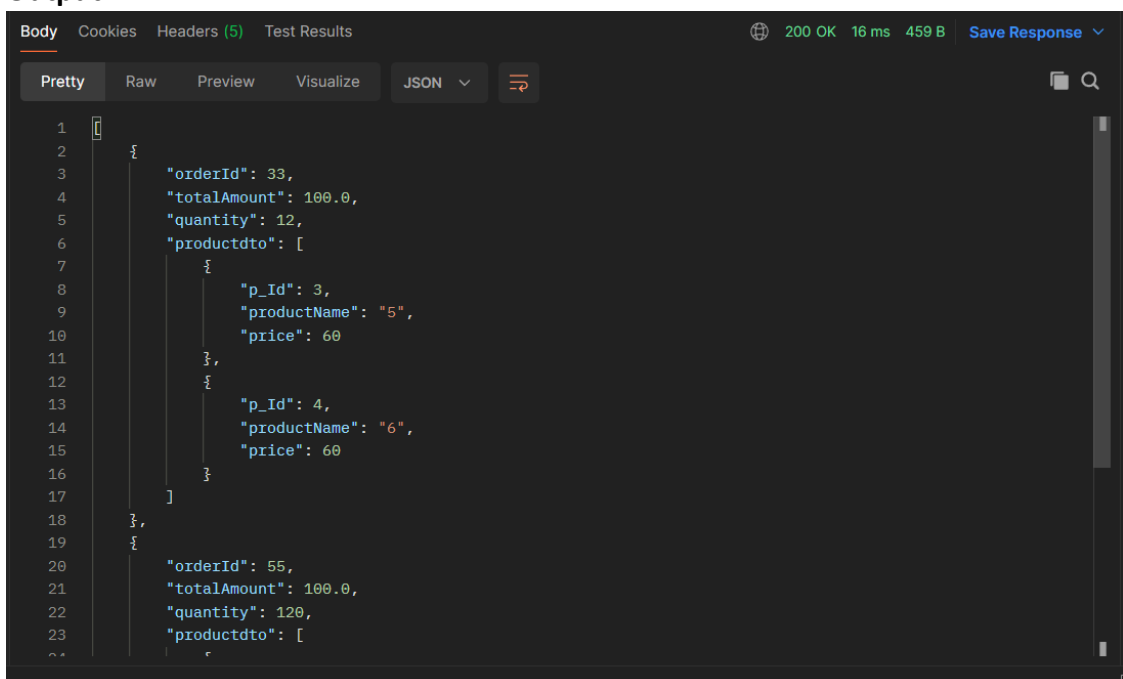 Body Cookies Headers (5) Test Results 200 OK 16 ms 459 B Save Response
Pretty Raw Preview Visualize JSON
1 [
2 {
3 "orderId": 33,
4 "totalAmount": 100.0,
5 "quantity": 12,
6 "productdto": [
7 {
8 "p_Id": 3,
9 "productName": "5",
10 "price": 60
11 },
12 {
13 "p_Id": 4,
14 "productName": "6",
15 "price": 60
16 }
17 ]
18 },
19 {
20 "orderId": 55,
21 "totalAmount": 100.0,
22 "quantity": 120,
23 "productdto": [